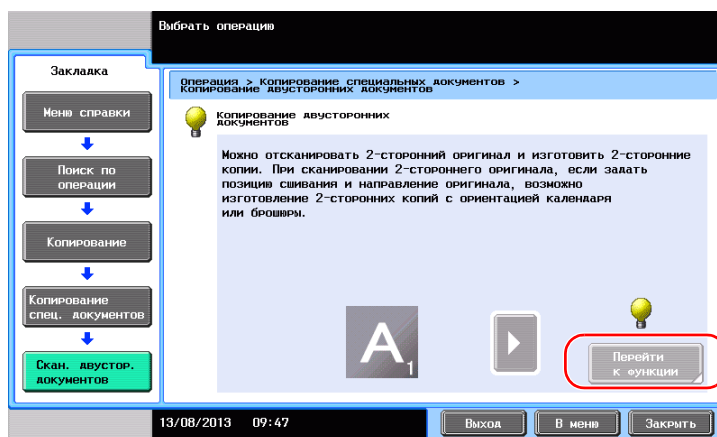 Выбрать операцию
Закладка
Меню справки
Поиск по
операции
Копирование
Копирование
спец. документов
Скан. двустор.
документов
Операция > Копирование специальных документов >
Копирование двусторонних документов
Копирование двусторонних
документов
Можно отсканировать 2-сторонний оригинал и изготовить 2-сторонние
копии. При сканировании 2-стороннего оригинала, если задать
позицию сшивания и направление оригинала, возможно
изготовление 2-сторонних копий с ориентацией календаря
или брошюры.
A
1
Перейти
к функции
13/08/2013 09:47
Выход
В меню
Закрыть